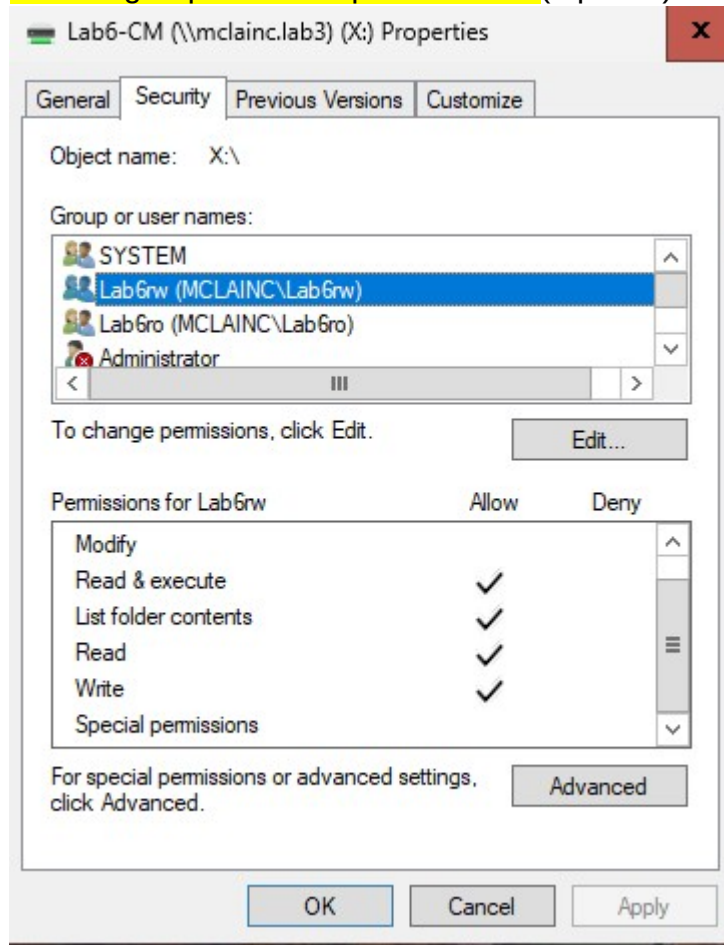 Lab6-CM (\\mclainc.lab3) (X:) Properties
x
General Security Previous Versions Customize
Object name: X:\
Group or user names:
SYSTEM
Lab6rw (MCLAINC\Lab6rw)
Lab6ro (MCLAINC\Lab6ro)
Administrator
To change permissions, click Edit.
Edit...
Permissions for Lab6rw Allow Deny
Modify
Read & execute
List folder contents
Read
Write
Special permissions
For special permissions or advanced settings,
click Advanced.
Advanced
OK Cancel Apply